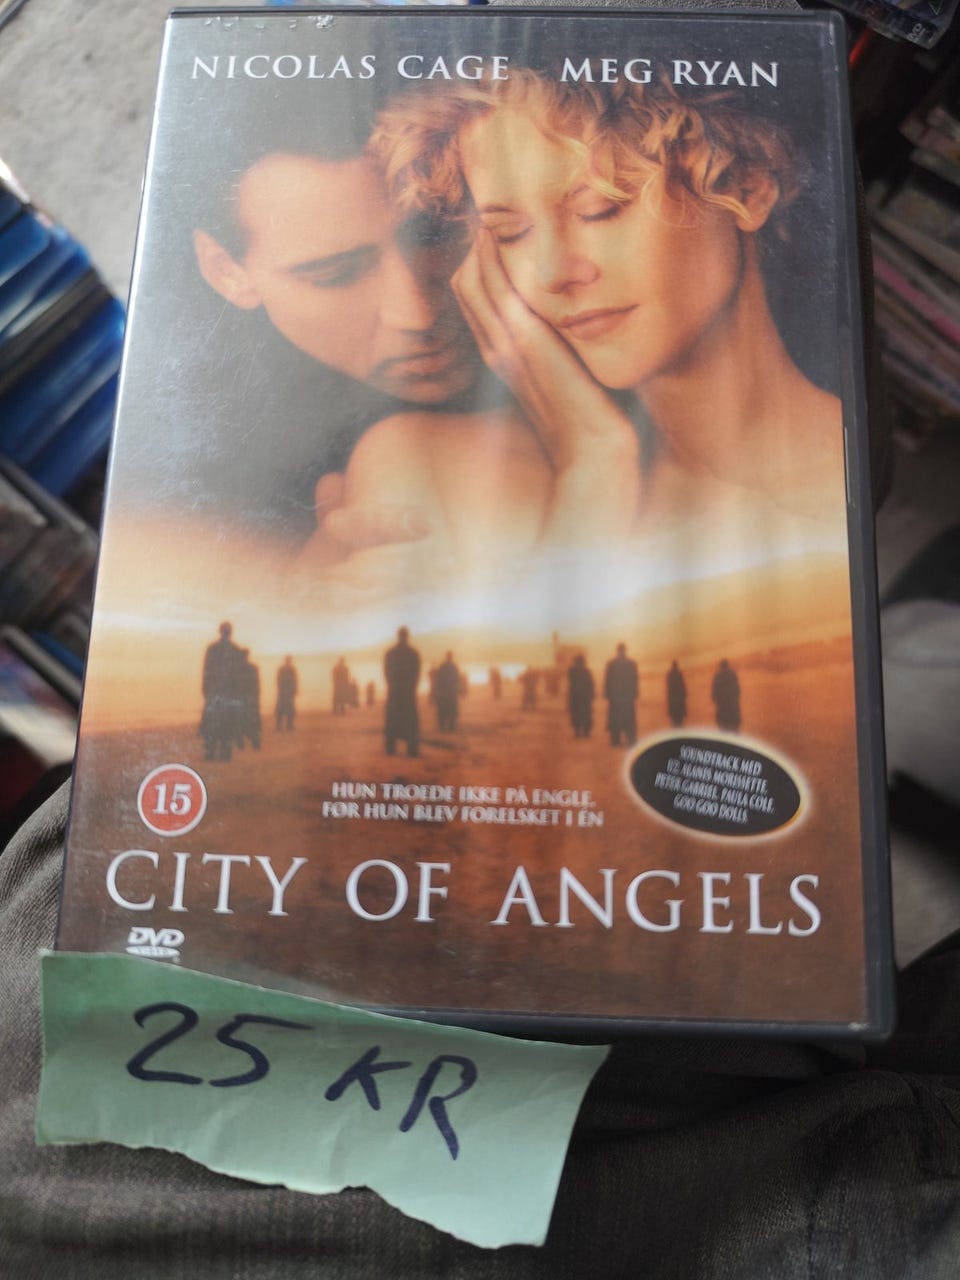 NICOLAS CAGE MEG RYAN
SOUNDTRACK MED
U2, ALANIS MORISSETTE,
PETER GABRIEL, PAULA COLE,
GOO GOO DOLLS
15
HUN TROEDE IKKE PÅ ENGLE,
FØR HUN BLEV FORELSKET I ÉN
CITY OF ANGELS
DVD
25 KR